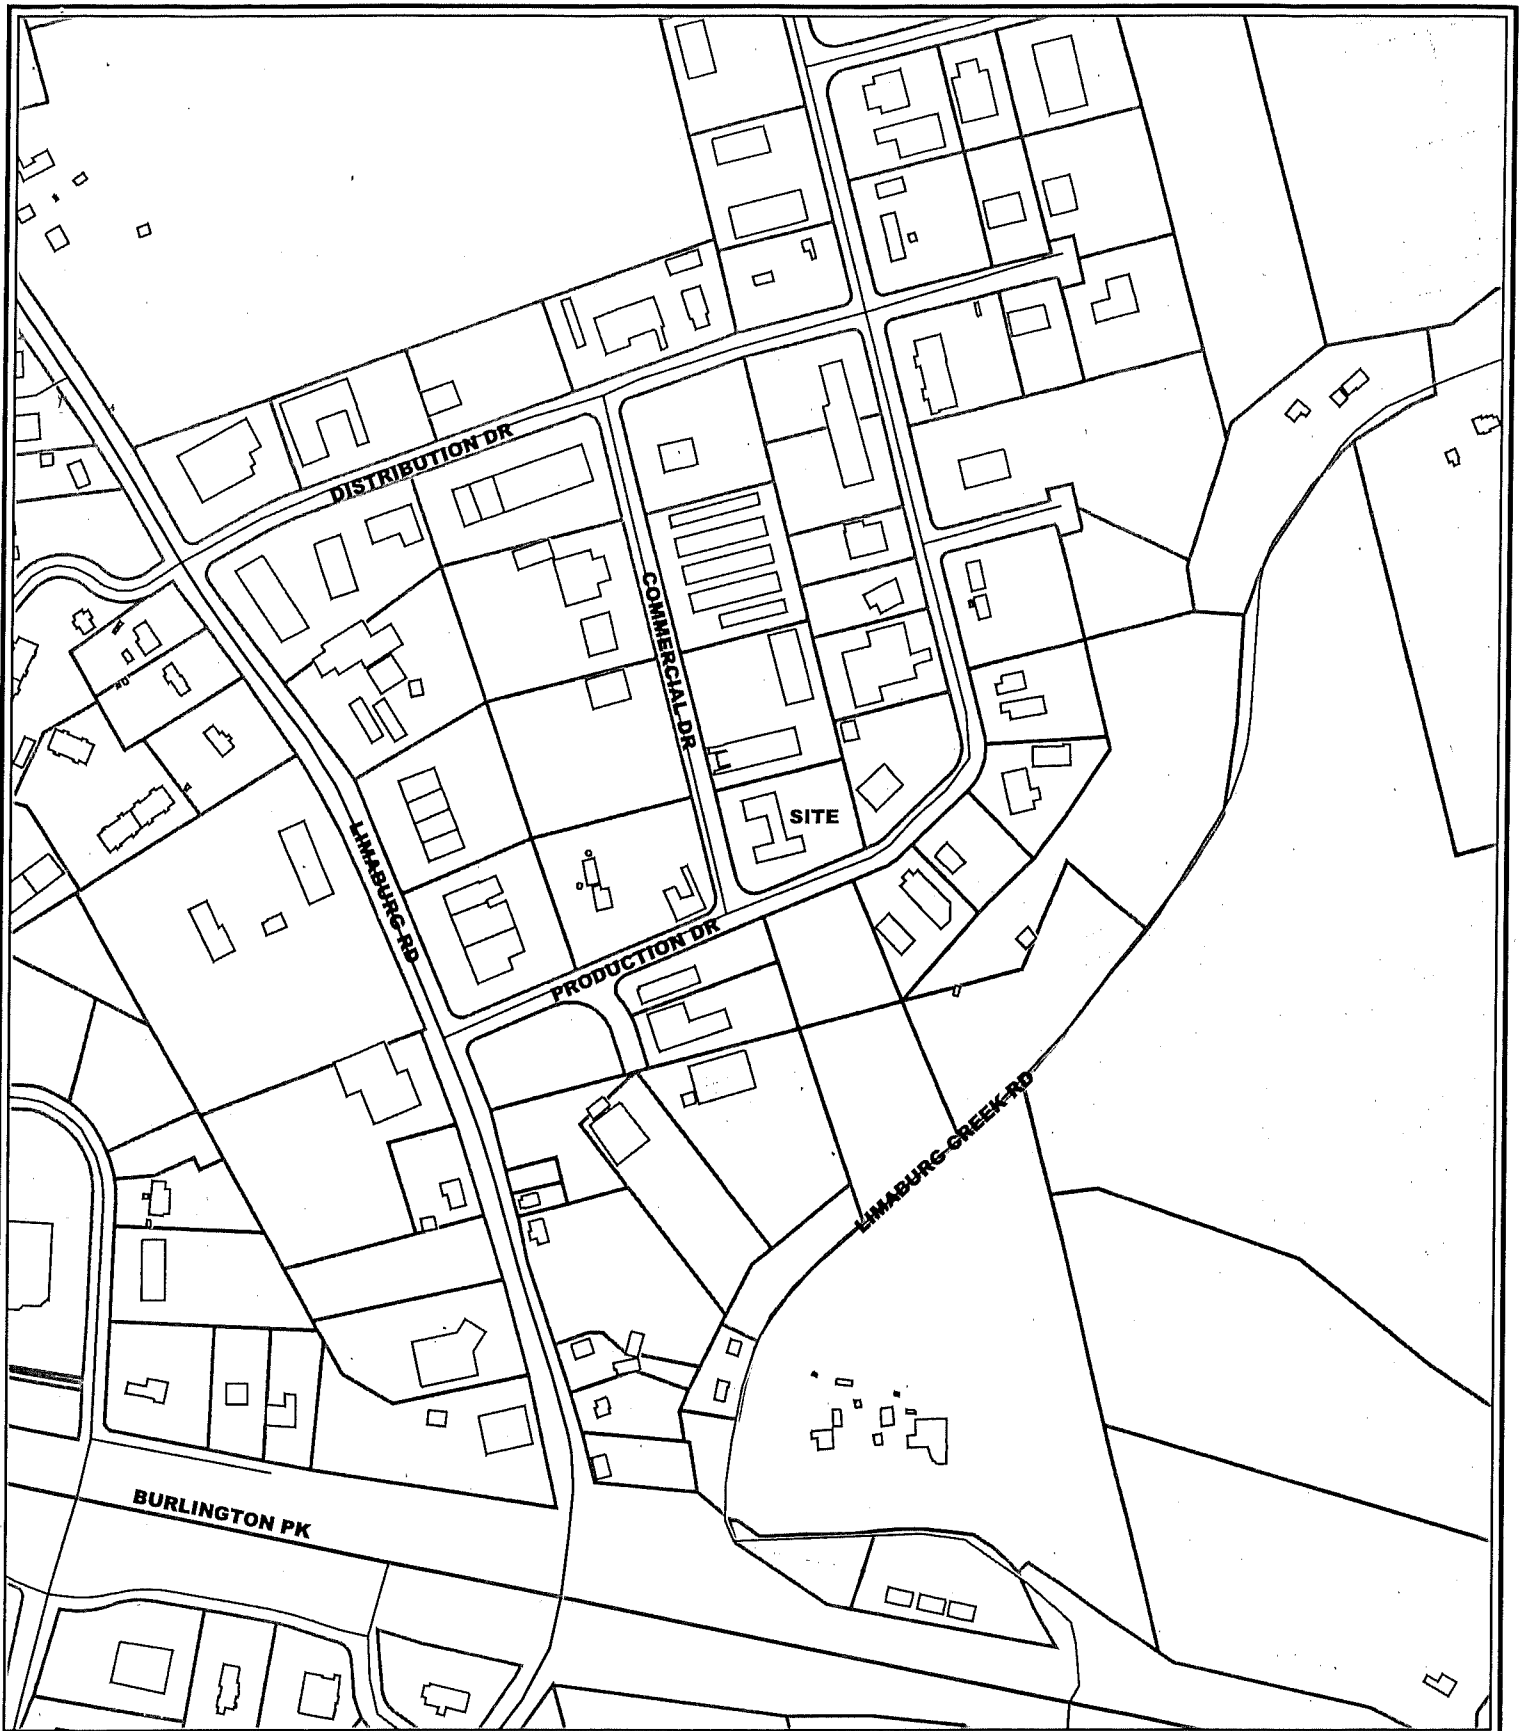 DISTRIBUTION DR
COMMERCIAL DR
SITE
LIMABURG RD
PRODUCTION DR
LIMABURG CREEK RD
BURLINGTON PK